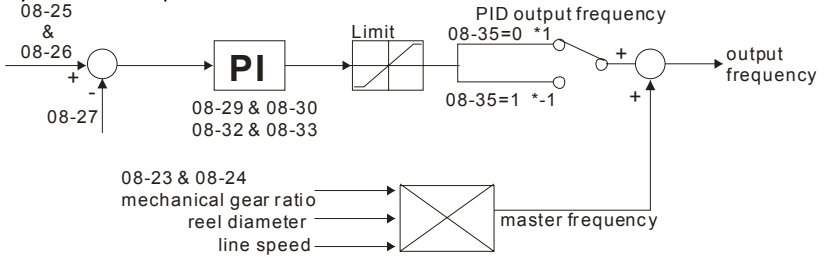 08-25
&
08-26
+
-
08-27
PI
08-29 & 08-30
08-32 & 08-33
Limit
PID output frequency
08-35=0 *1
08-35=1 *-1
+
+
output
frequency
08-23 & 08-24
mechanical gear ratio
reel diameter
line speed
master frequency